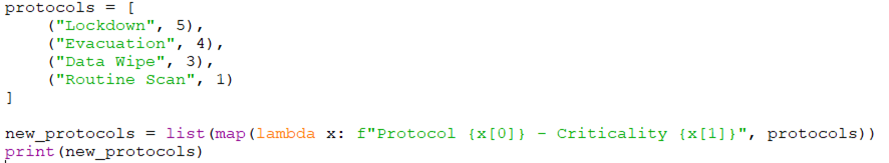 protocols = [
    ("Lockdown", 5),
    ("Evacuation", 4),
    ("Data Wipe", 3),
    ("Routine Scan", 1)
]

new_protocols = list(map(lambda x: f"Protocol {x[0]} - Criticality {x[1]}", protocols))
print(new_protocols)